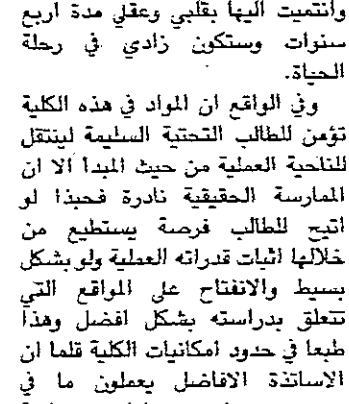 وانتميت اليها بقلبي وعقلي مدة اربع
سنوات وستكون زادي في رحلة
الحياة.
وفي الواقع ان المواد في هذه الكلية
تؤمن للطالب التحتية السليمة لينتقل
للناحية العملية من حيث المبدا الا ان
الممارسة الحقيقية نادرة فحبذا لو
اتيح للطالب فرصة يستطيع من
خلالها اثبات قدراته العملية ولو بشكل
بسيط والانفتاح على المواقع التي
تتعلق بدراسته بشكل افضل وهذا
طبعا في حدود امكانيات الكلية قلما ان
الاساتذة الافاضل يعملون ما في